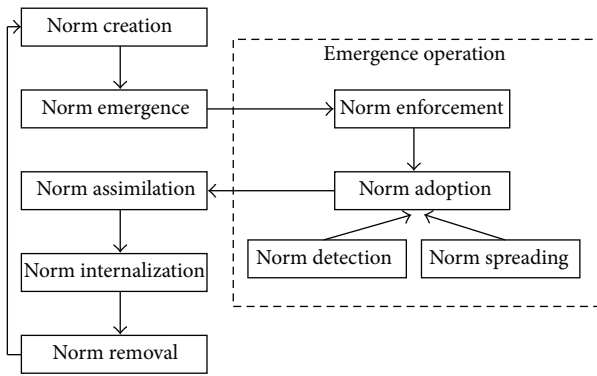 Norm creation
Emergence operation
Norm emergence
Norm enforcement
Norm assimilation
Norm adoption
Norm detection
Norm spreading
Norm internalization
Norm removal